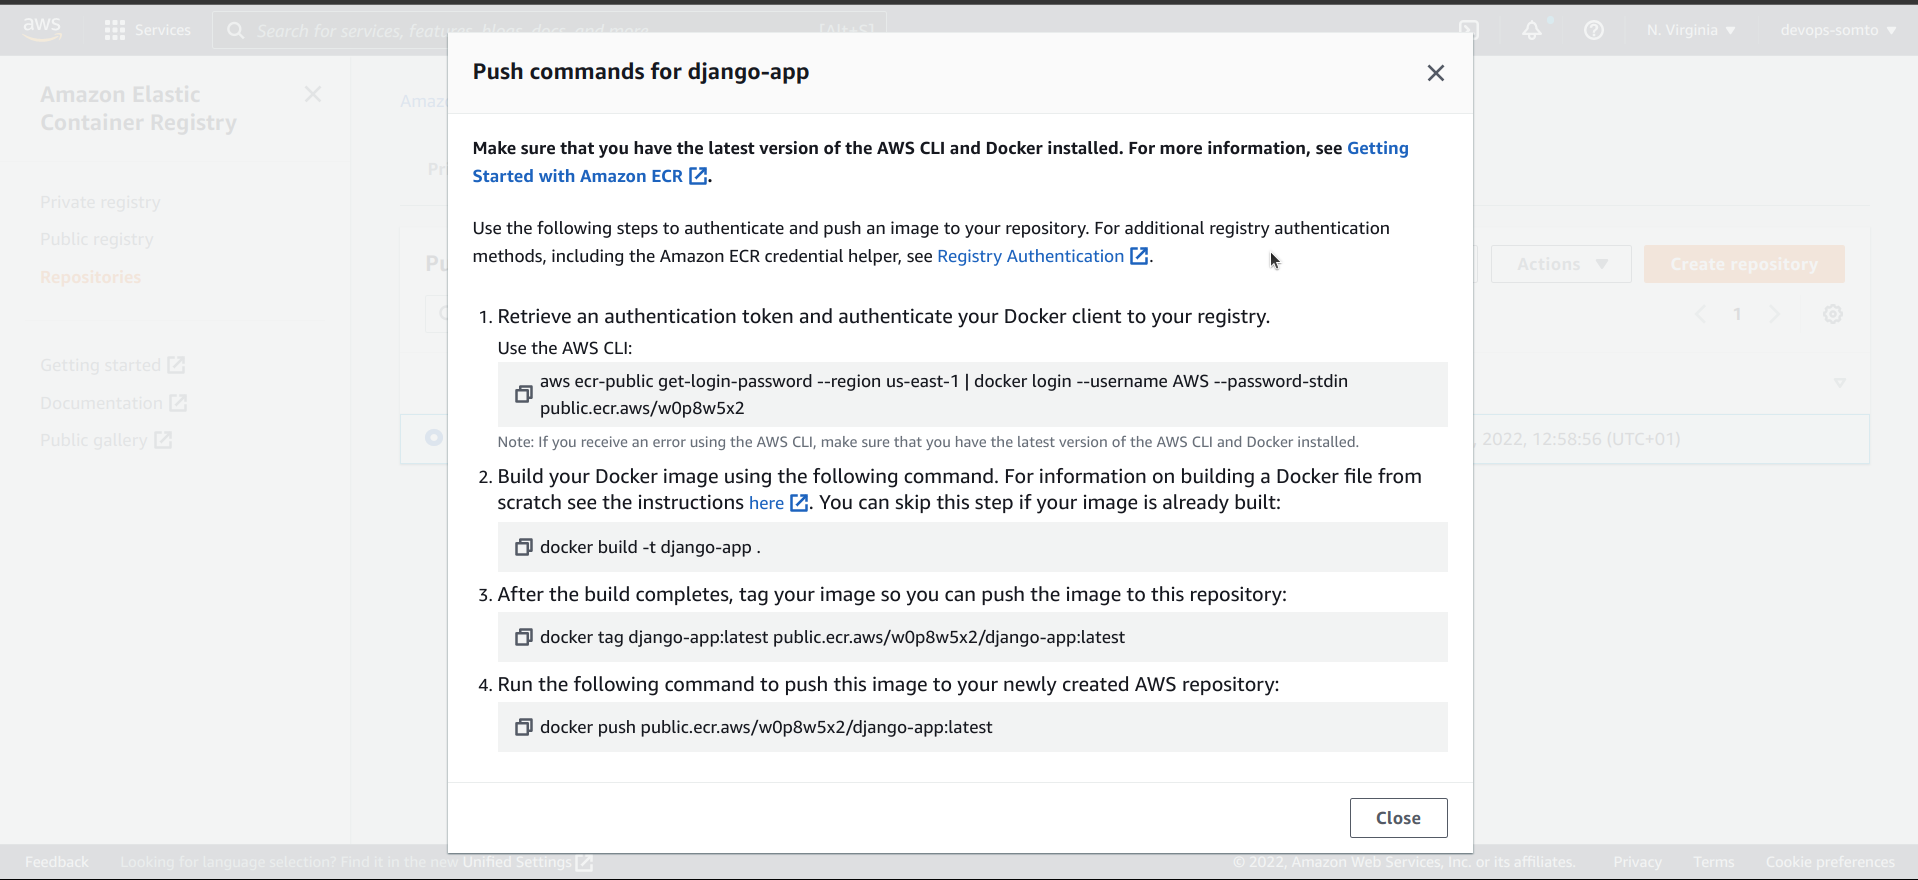 aws
Services
Search for services, features, blogs, docs, and more
[Alt+S]
N. Virginia
devops-somto
Amazon Elastic
Container Registry
Private registry
Public registry
Repositories
Getting started
Documentation
Public gallery
Push commands for django-app
Make sure that you have the latest version of the AWS CLI and Docker installed. For more information, see Getting
Started with Amazon ECR.
Use the following steps to authenticate and push an image to your repository. For additional registry authentication
methods, including the Amazon ECR credential helper, see Registry Authentication.
1. Retrieve an authentication token and authenticate your Docker client to your registry.
Use the AWS CLI:
aws ecr-public get-login-password --region us-east-1 | docker login --username AWS --password-stdin
public.ecr.aws/w0p8w5x2
Note: If you receive an error using the AWS CLI, make sure that you have the latest version of the AWS CLI and Docker installed.
2. Build your Docker image using the following command. For information on building a Docker file from
scratch see the instructions here. You can skip this step if your image is already built:
docker build -t django-app .
3. After the build completes, tag your image so you can push the image to this repository:
docker tag django-app:latest public.ecr.aws/w0p8w5x2/django-app:latest
4. Run the following command to push this image to your newly created AWS repository:
docker push public.ecr.aws/w0p8w5x2/django-app:latest
Close
Actions
Create repository
1
, 2022, 12:58:56 (UTC+01)
Feedback
Looking for language selection? Find it in the new Unified Settings
© 2022, Amazon Web Services, Inc. or its affiliates.
Privacy
Terms
Cookie preferences